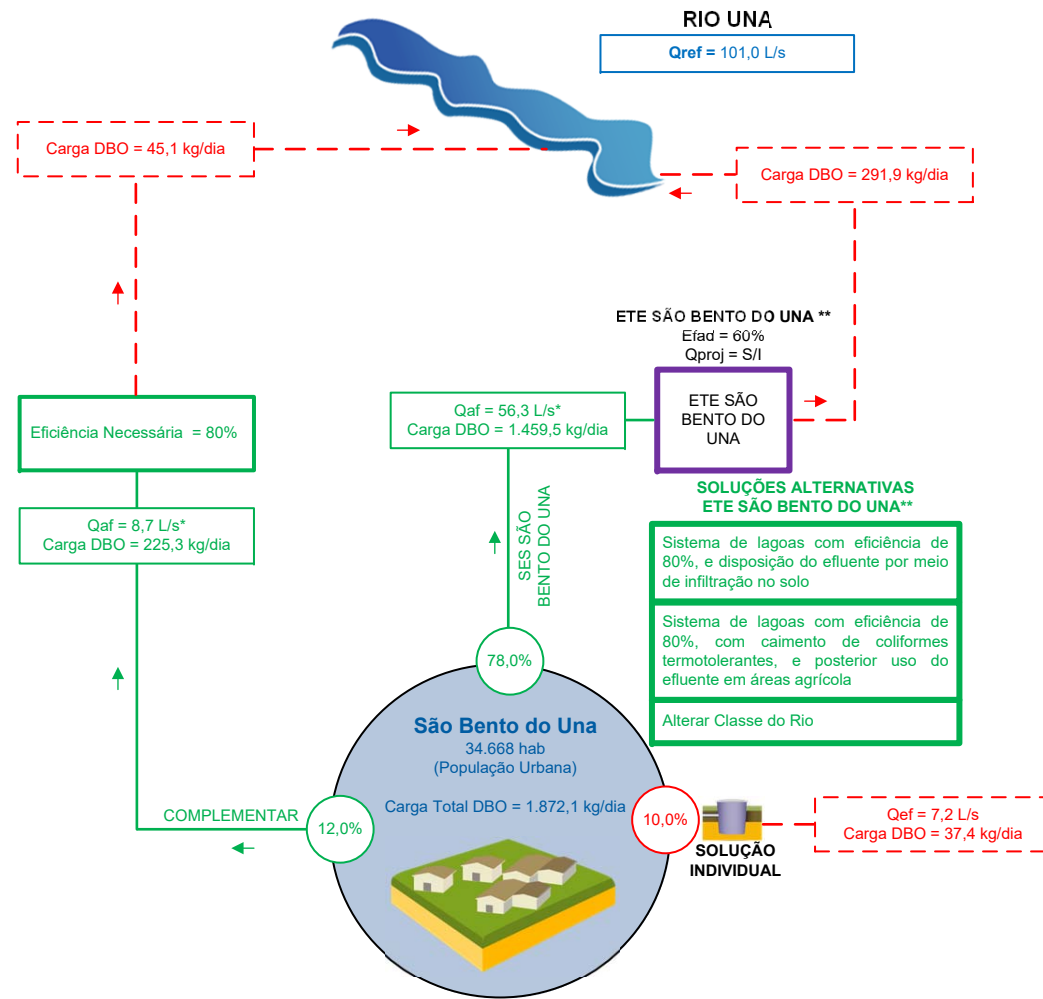 RIO UNA
Qref = 101,0 L/s
Carga DBO = 45,1 kg/dia
Carga DBO = 291,9 kg/dia
ETE SÃO BENTO DO UNA **
Efad = 60%
Qproj = S/I
ETE SÃO
BENTO DO
UNA
Qaf = 56,3 L/s*
Carga DBO = 1.459,5 kg/dia
Eficiência Necessária = 80%
Qaf = 8,7 L/s*
Carga DBO = 225,3 kg/dia
SES SÃO
BENTO DO UNA
SOLUÇÕES ALTERNATIVAS
ETE SÃO BENTO DO UNA**
Sistema de lagoas com eficiência de
80%, e disposição do efluente por meio
de infiltração no solo
Sistema de lagoas com eficiência de
80%, com caimento de coliformes
termotolerantes, e posterior uso do
efluente em áreas agrícola
Alterar Classe do Rio
78,0%
São Bento do Una
34.668 hab
(População Urbana)
Carga Total DBO = 1.872,1 kg/dia
COMPLEMENTAR
12,0%
10,0%
SOLUÇÃO
INDIVIDUAL
Qef = 7,2 L/s
Carga DBO = 37,4 kg/dia